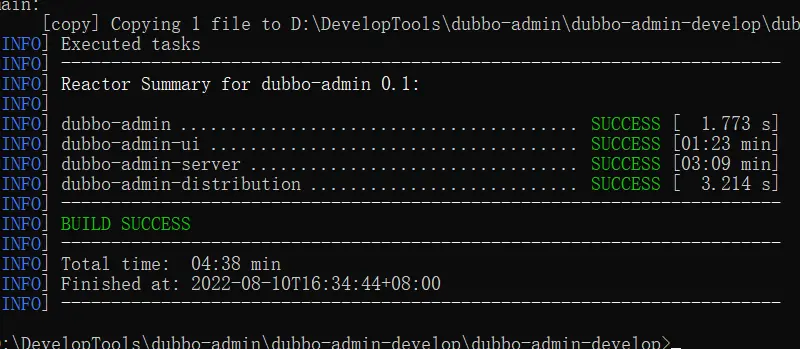 main:
[copy] Copying 1 file to D:\DevelopTools\dubbo-admin\dubbo-admin-develop\dub
INFO] Executed tasks
INFO] ------------------------------------------------------------------------
INFO] Reactor Summary for dubbo-admin 0.1:
INFO]
INFO] dubbo-admin ........................................ SUCCESS [  1.773 s]
INFO] dubbo-admin-ui ..................................... SUCCESS [01:23 min]
INFO] dubbo-admin-server ................................. SUCCESS [03:09 min]
INFO] dubbo-admin-distribution ........................... SUCCESS [  3.214 s]
INFO] ------------------------------------------------------------------------
INFO] BUILD SUCCESS
INFO] ------------------------------------------------------------------------
INFO] Total time:  04:38 min
INFO] Finished at: 2022-08-10T16:34:44+08:00
INFO] ------------------------------------------------------------------------
:\DevelopTools\dubbo-admin\dubbo-admin-develop\dubbo-admin-develop>_